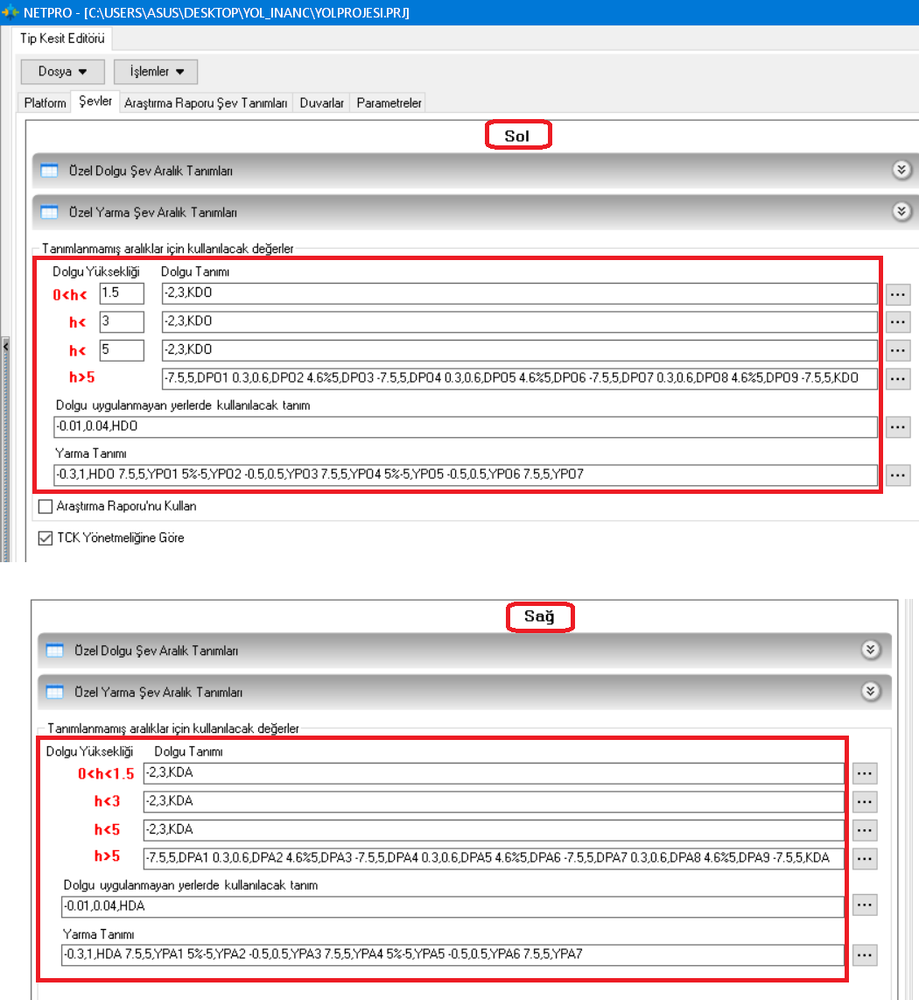 NETPRO - [C:\USERS\ASUS\DESKTOP\YOL_INANC\YOLPROJESI.PRJ]
Tip Kesit Editörü
Dosya İşlemler
Platform Şevler Araştırma Raporu Şev Tanımları Duvarlar Parametreler
Sol
Özel Dolgu Şev Aralık Tanımları
Özel Yarma Şev Aralık Tanımları
Tanımlanmamış aralıklar için kullanılacak değerler
Dolgu Yüksekliği Dolgu Tanımı
0<h< 1.5 -2,3,KDO ...
h< 3 -2,3,KDO ...
h< 5 -2,3,KDO ...
h>5 -7.5,5,DPO1 0.3,0.6,DPO2 4.6%5,DPO3 -7.5,5,DPO4 0.3,0.6,DPO5 4.6%5,DPO6 -7.5,5,DPO7 0.3,0.6,DPO8 4.6%5,DPO9 -7.5,5,KDO ...
Dolgu uygulanmayan yerlerde kullanılacak tanım
-0.01,0.04,HDO ...
Yarma Tanımı
-0.3,1,HDO 7.5,5,YPO1 5%-5,YPO2 -0.5,0.5,YPO3 7.5,5,YPO4 5%-5,YPO5 -0.5,0.5,YPO6 7.5,5,YPO7 ...
Araştırma Raporu'nu Kullan
TCK Yönetmeliğine Göre
Sağ
Özel Dolgu Şev Aralık Tanımları
Özel Yarma Şev Aralık Tanımları
Tanımlanmamış aralıklar için kullanılacak değerler
Dolgu Yüksekliği Dolgu Tanımı
0<h<1.5 -2,3,KDA ...
h<3 -2,3,KDA ...
h<5 -2,3,KDA ...
h>5 -7.5,5,DPA1 0.3,0.6,DPA2 4.6%5,DPA3 -7.5,5,DPA4 0.3,0.6,DPA5 4.6%5,DPA6 -7.5,5,DPA7 0.3,0.6,DPA8 4.6%5,DPA9 -7.5,5,KDA ...
Dolgu uygulanmayan yerlerde kullanılacak tanım
-0.01,0.04,HDA ...
Yarma Tanımı
-0.3,1,HDA 7.5,5,YPA1 5%-5,YPA2 -0.5,0.5,YPA3 7.5,5,YPA4 5%-5,YPA5 -0.5,0.5,YPA6 7.5,5,YPA7 ...